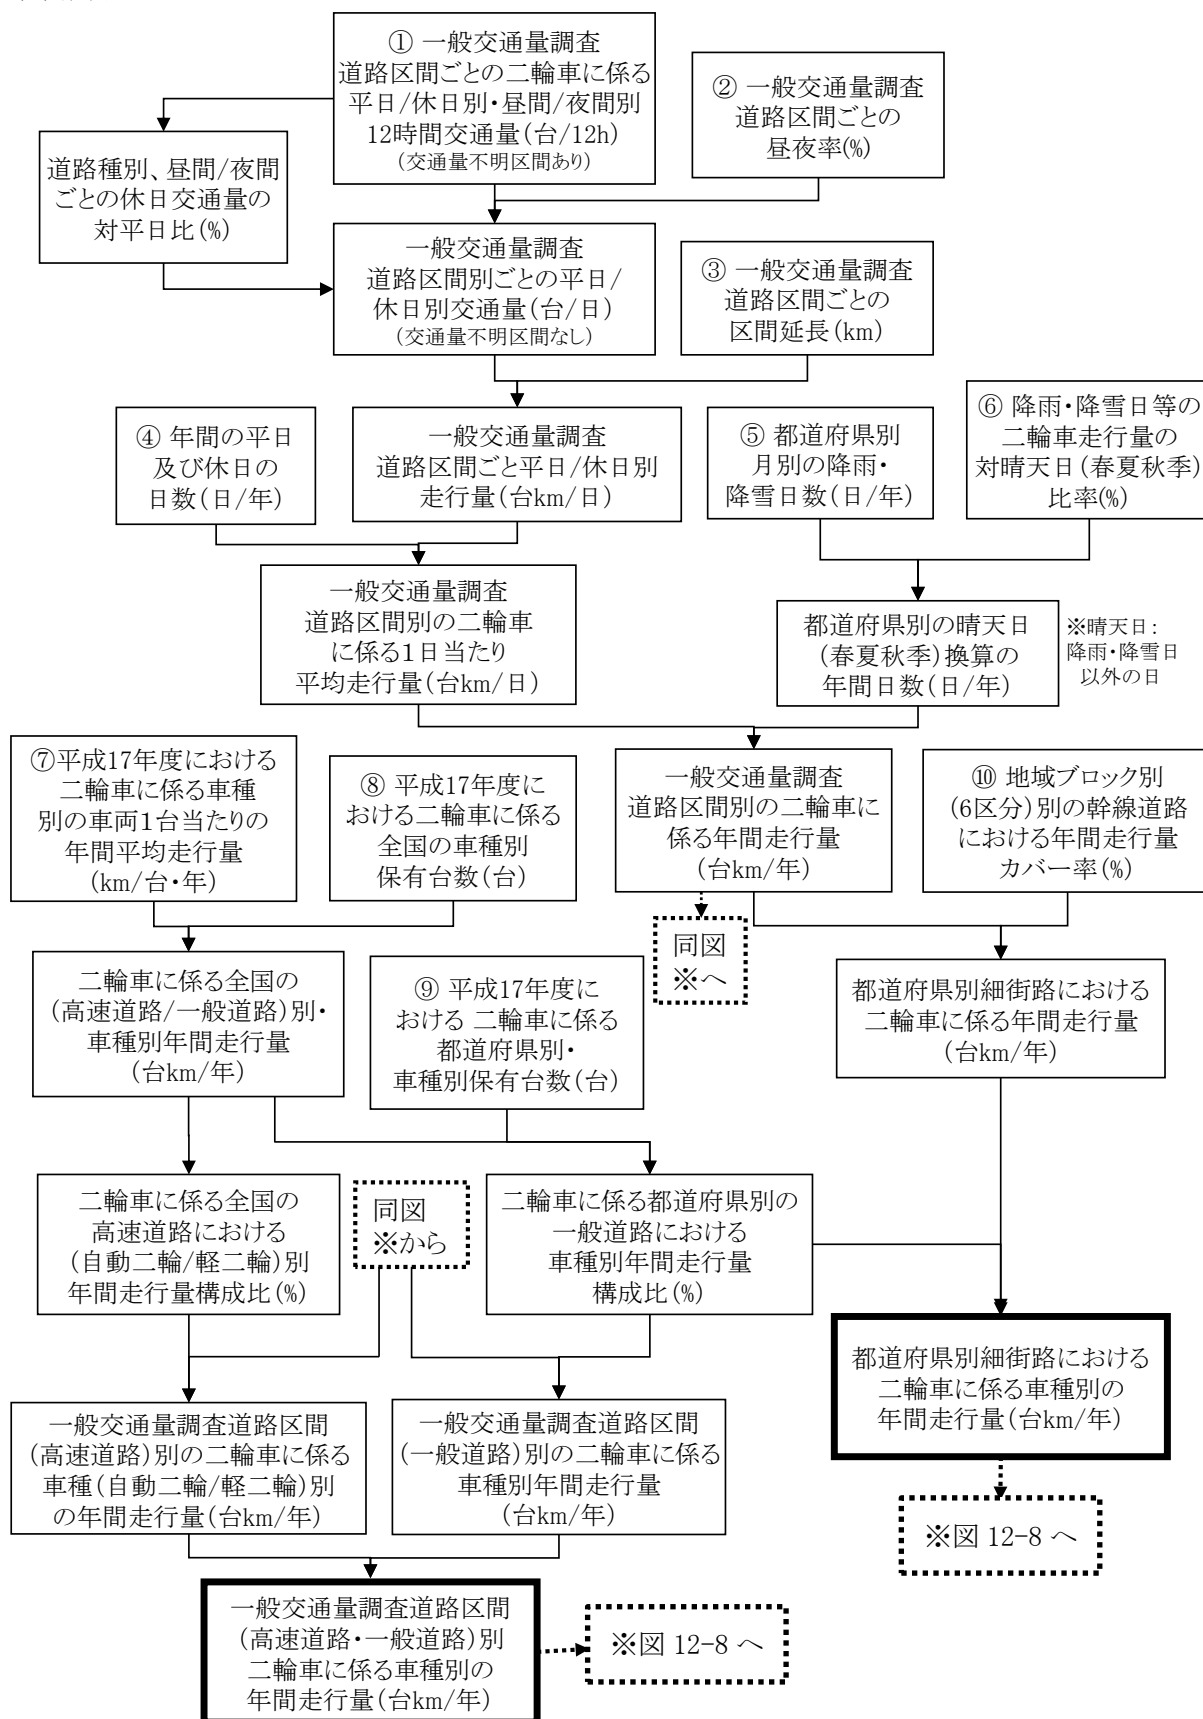 ① 一般交通量調査
道路区間ごとの二輪車に係る
平日/休日別・昼間/夜間別
12時間交通量(台/12h)
(交通量不明区間あり)
② 一般交通量調査
道路区間ごとの
昼夜率(%)
道路種別、昼間/夜間
ごとの休日交通量の
対平日比(%)
一般交通量調査
道路区間別ごとの平日/
休日別交通量(台/日)
(交通量不明区間なし)
③ 一般交通量調査
道路区間ごとの
区間延長(km)
④ 年間の平日
及び休日の
日数(日/年)
一般交通量調査
道路区間ごと平日/休日別
走行量(台km/日)
⑤ 都道府県別
月別の降雨・
降雪日数(日/年)
⑥ 降雨・降雪日等の
二輪車走行量の
対晴天日(春夏秋季)
比率(%)
一般交通量調査
道路区間別の二輪車
に係る1日当たり
平均走行量(台km/日)
都道府県別の晴天日
(春夏秋季)換算の
年間日数(日/年)
※晴天日:
降雨・降雪日
以外の日
⑦平成17年度における
二輪車に係る車種
別の車両1台当たりの
年間平均走行量
(km/台・年)
⑧ 平成17年度に
おける二輪車に係る
全国の車種別
保有台数(台)
一般交通量調査
道路区間別の二輪車に
係る年間走行量
(台km/年)
⑩ 地域ブロック別
(6区分)別の幹線道路
における年間走行量
カバー率(%)
同図
※へ
二輪車に係る全国の
(高速道路/一般道路)別・
車種別年間走行量
(台km/年)
⑨ 平成17年度に
おける 二輪車に係る
都道府県別・
車種別保有台数(台)
都道府県別細街路における
二輪車に係る年間走行量
(台km/年)
二輪車に係る全国の
高速道路における
(自動二輪/軽二輪)別
年間走行量構成比(%)
同図
※から
二輪車に係る都道府県別の
一般道路における
車種別年間走行量
構成比(%)
都道府県別細街路における
二輪車に係る車種別の
年間走行量(台km/年)
一般交通量調査道路区間
(高速道路)別の二輪車に係る
車種(自動二輪/軽二輪)別
の年間走行量(台km/年)
一般交通量調査道路区間
(一般道路)別の二輪車に係る
車種別年間走行量
(台km/年)
※図 12-8 へ
一般交通量調査道路区間
(高速道路・一般道路)別
二輪車に係る車種別の
年間走行量(台km/年)
※図 12-8 へ